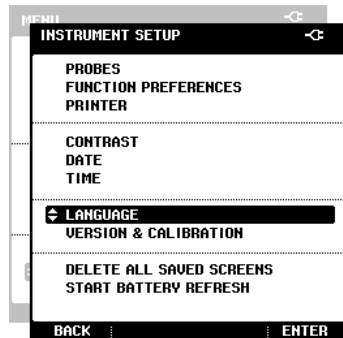 MENU
INSTRUMENT SETUP
PROBES
FUNCTION PREFERENCES
PRINTER
CONTRAST
DATE
TIME
LANGUAGE
VERSION & CALIBRATION
DELETE ALL SAVED SCREENS
START BATTERY REFRESH
BACK ENTER